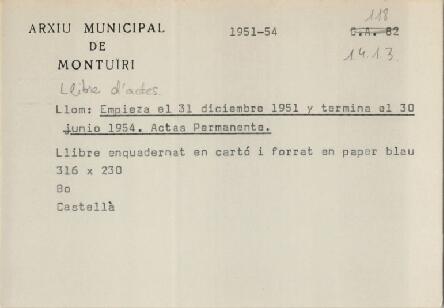 ARXIU MUNICIPAL
DE
MONTUÏRI
1951-54
118
C.A. 82
14.1.3.
Llibre d'actes
Llom: Empieza el 31 diciembre 1951 y termina el 30
junio 1954. Actas Permanente.
Llibre enquadernat en cartó i forrat en paper blau
316 x 230
Bo
Castellà